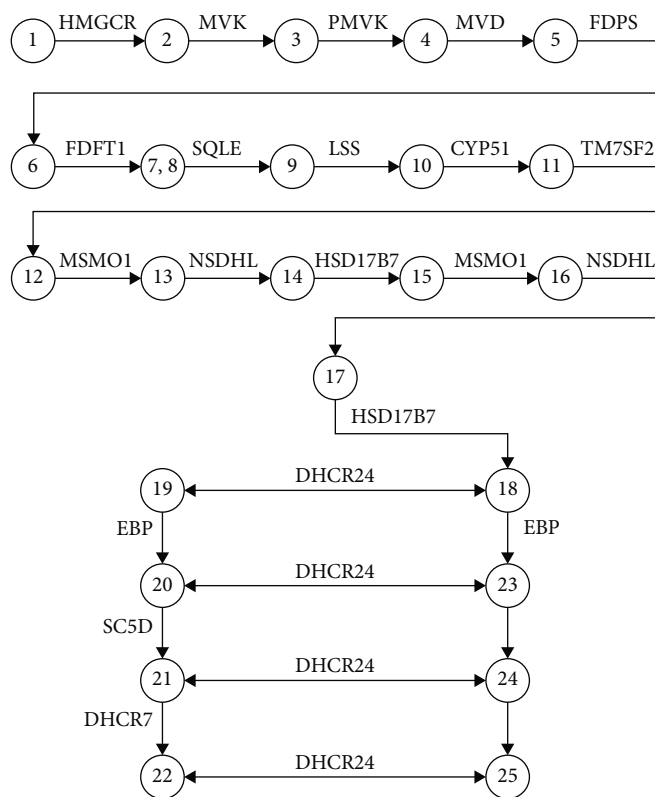 HMGCR MVK PMVK MVD FDPS
1 2 3 4 5
FDFT1 SQLE LSS CYP51 TM7SF2
6 7, 8 9 10 11
MSMO1 NSDHL HSD17B7 MSMO1 NSDHL
12 13 14 15 16
17
HSD17B7
19 DHCR24 18
EBP EBP
20 DHCR24 23
SC5D
21 DHCR24 24
DHCR7
22 DHCR24 25